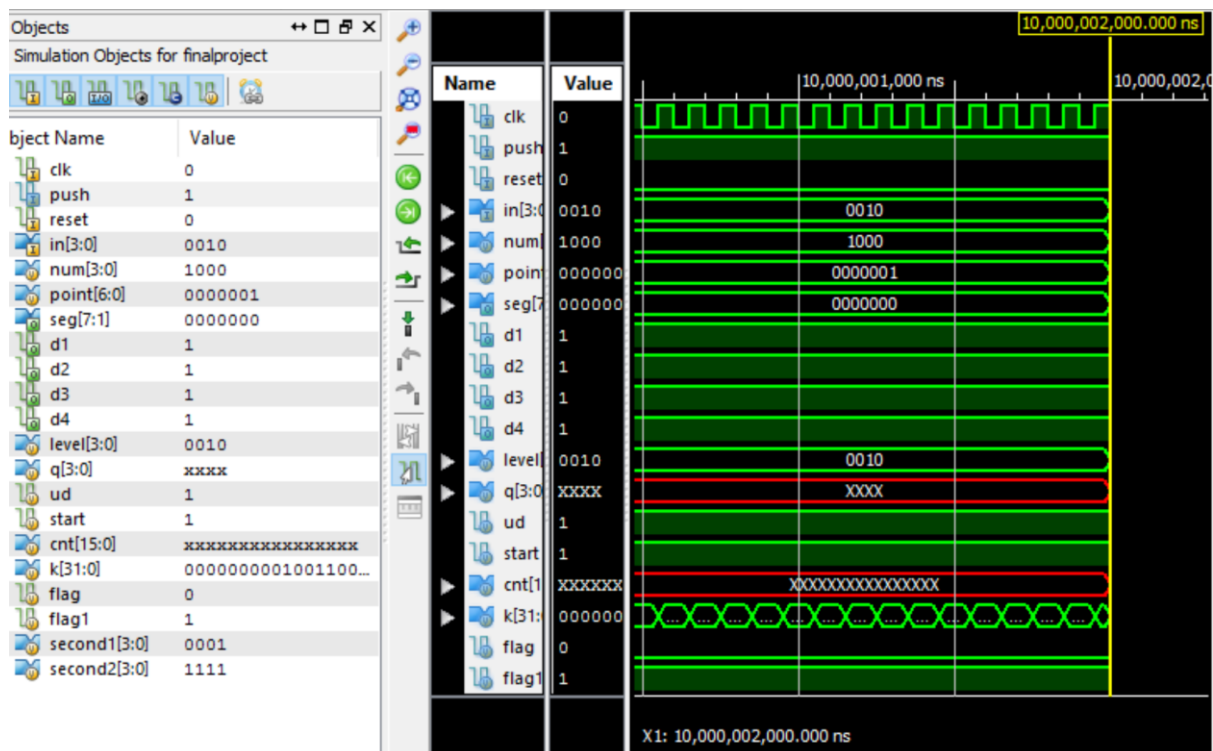 Objects
Simulation Objects for finalproject
bject Name Value
clk 0
push 1
reset 0
in[3:0] 0010
num[3:0] 1000
point[6:0] 0000001
seg[7:1] 0000000
d1 1
d2 1
d3 1
d4 1
level[3:0] 0010
q[3:0] xxxx
ud 1
start 1
cnt[15:0] xxxxxxxxxxxxxxxx
k[31:0] 0000000001001100...
flag 0
flag1 1
second1[3:0] 0001
second2[3:0] 1111
10,000,002,000.000 ns
Name Value
10,000,001,000 ns 10,000,002,0
clk 0
push 1
reset 0
in[3:0 0010 0010
num[ 1000 1000
point 000000 0000001
seg[7 000000 0000000
d1 1
d2 1
d3 1
d4 1
level[ 0010 0010
q[3:0 XXXX XXXX
ud 1
start 1
cnt[1 XXXXXX XXXXXXXXXXXXXXXX
k[31: 000000 ... ... ... ... ... ... ... ... ... ... ... ... ... ... ...
flag 0
flag1 1
X1: 10,000,002,000.000 ns